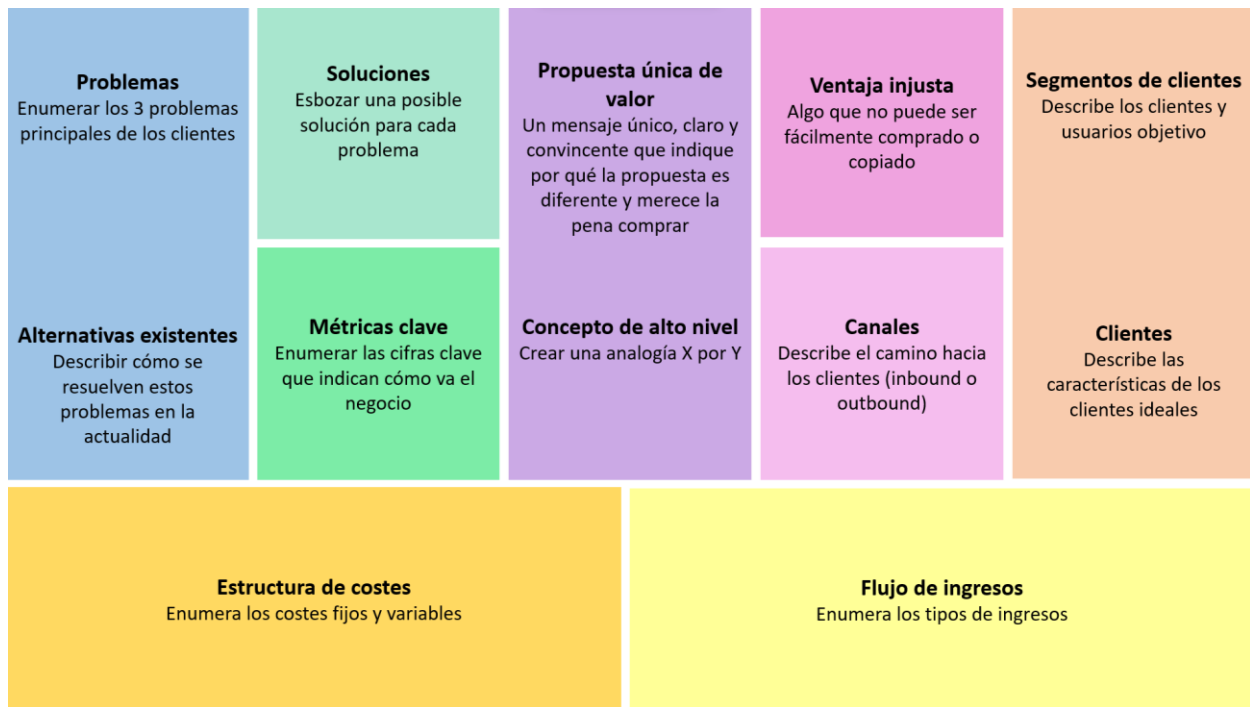 Problemas
Enumerar los 3 problemas
principales de los clientes
Alternativas existentes
Describir cómo se
resuelven estos
problemas en la
actualidad
Soluciones
Esbozar una posible
solución para cada
problema
Métricas clave
Enumerar las cifras clave
que indican cómo va el
negocio
Propuesta única de
valor
Un mensaje único, claro y
convincente que indique
por qué la propuesta es
diferente y merece la
pena comprar
Concepto de alto nivel
Crear una analogía X por Y
Ventaja injusta
Algo que no puede ser
fácilmente comprado o
copiado
Canales
Describe el camino hacia
los clientes (inbound o
outbound)
Segmentos de clientes
Describe los clientes y
usuarios objetivo
Clientes
Describe las
características de los
clientes ideales
Estructura de costes
Enumera los costes fijos y variables
Flujo de ingresos
Enumera los tipos de ingresos